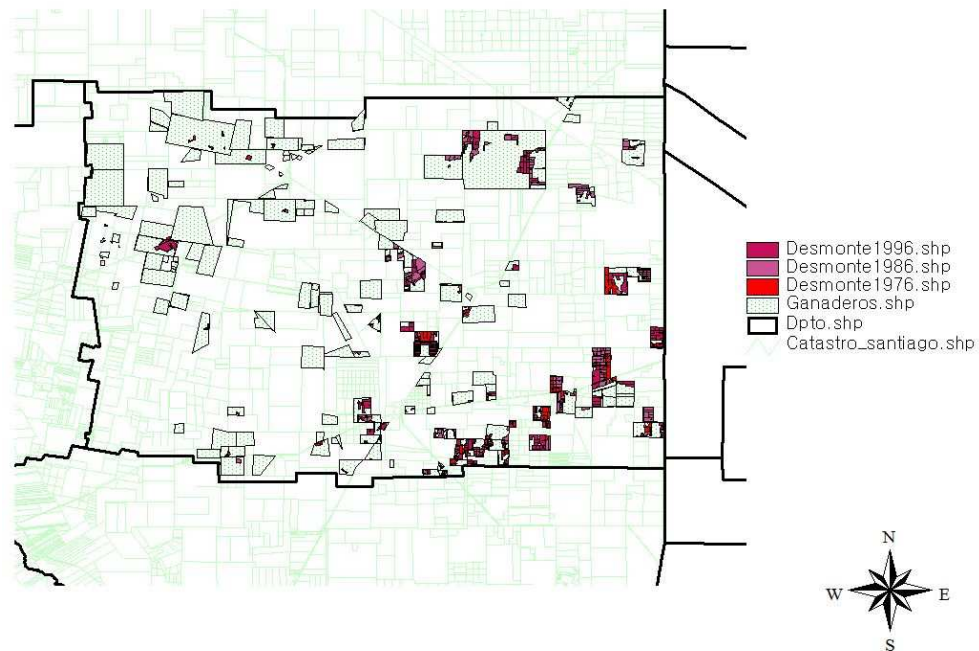 Desmonte1996.shp
Desmonte1986.shp
Desmonte1976.shp
Ganaderos.shp
Dpto.shp
Catastro_santiago.shp
N
W E
S